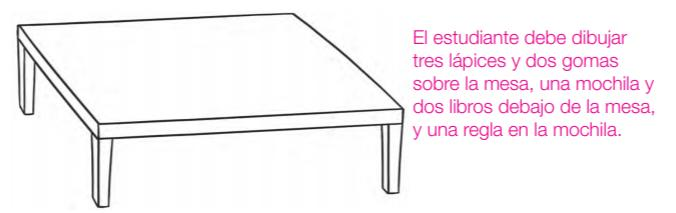 El estudiante debe dibujar
tres lápices y dos gomas
sobre la mesa, una mochila y
dos libros debajo de la mesa,
y una regla en la mochila.